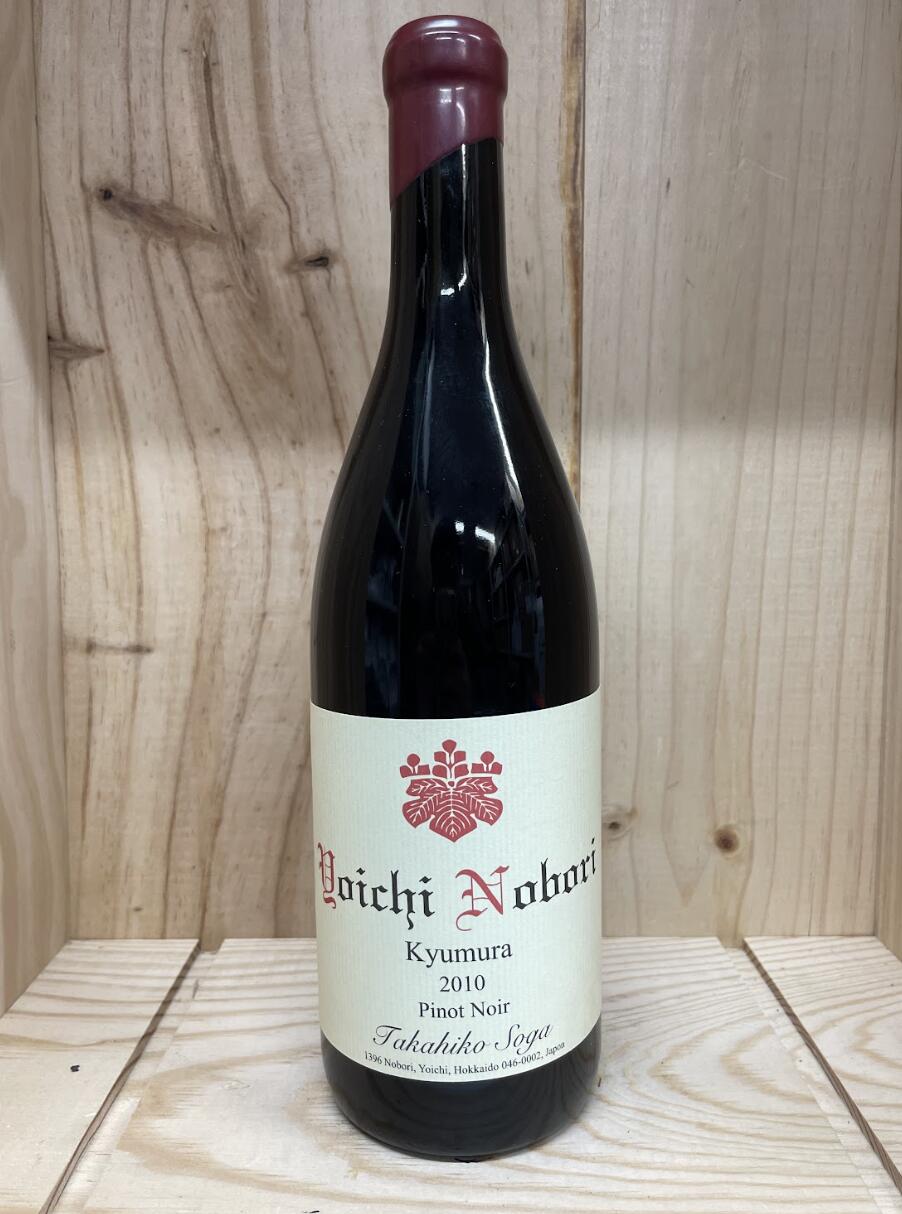 Yoichi Nobori
Kyumura
2010
Pinot Noir
Takahiko Soga
1396 Nobori, Yoichi, Hokkaido 046-0002, Japon